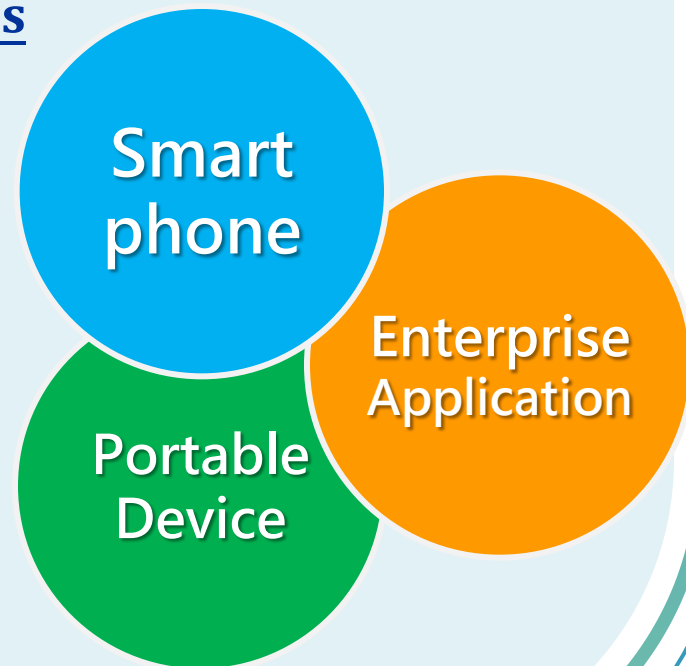 s
Smart
phone
Enterprise
Application
Portable
Device